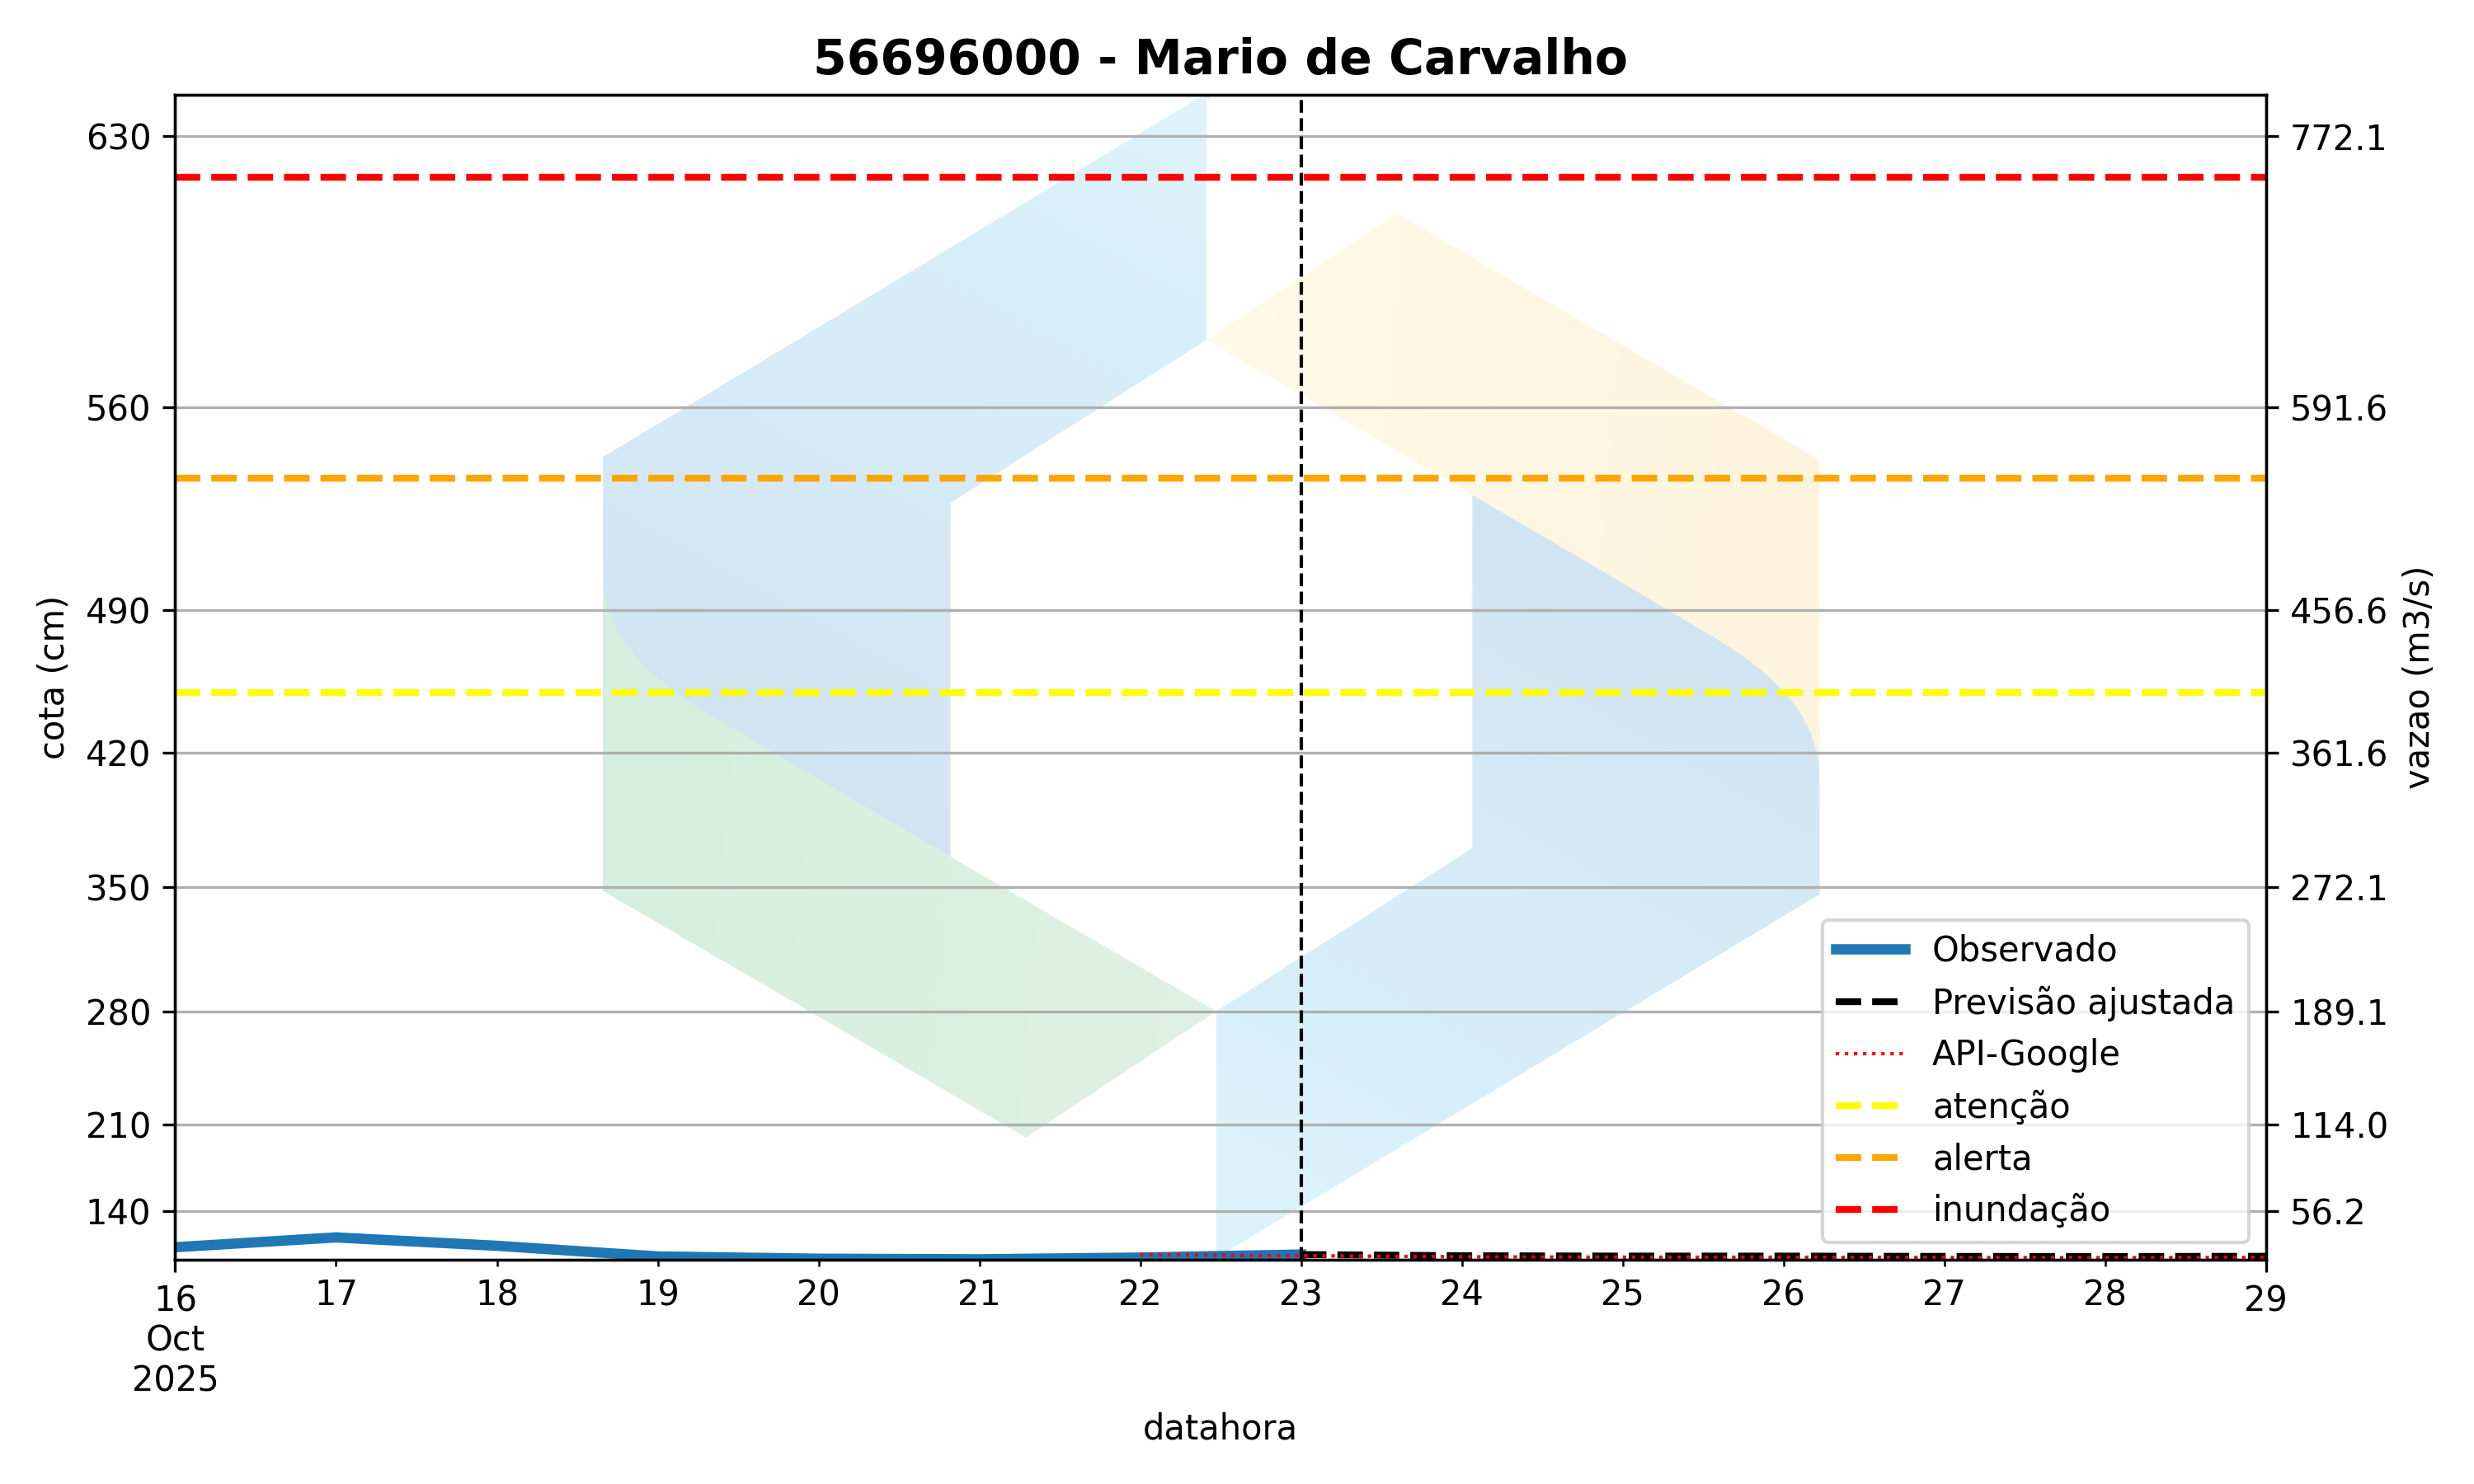 56696000 - Mario de Carvalho
630
560
490
420
350
280
210
140
cota (cm)
772.1
591.6
456.6
361.6
272.1
189.1
114.0
56.2
vazao (m3/s)
Observado
Previsão ajustada
API-Google
atenção
alerta
inundação
16 17 18 19 20 21 22 23 24 25 26 27 28 29
Oct
2025
datahora